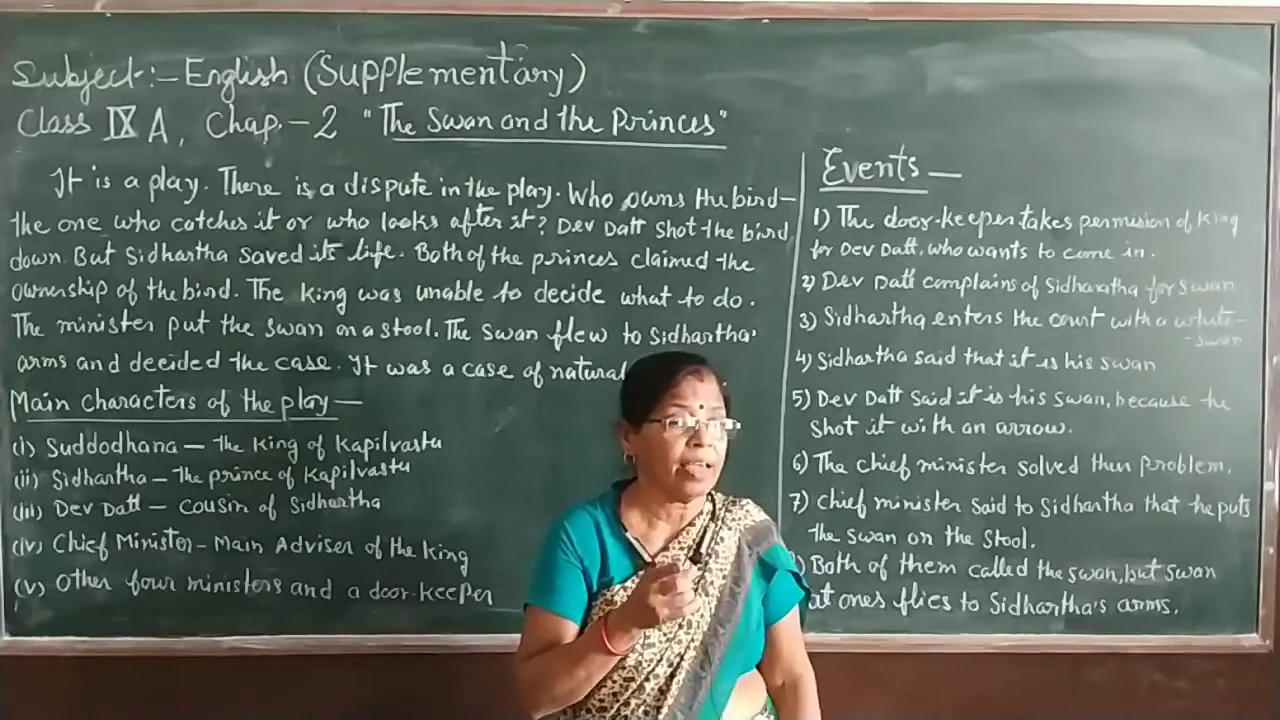 Subject:- English (Supplementary)
Class IX A, Chap.-2 "The Swan and the Princes"
It is a play. There is a dispute in the play. Who owns the bird-
the one who catches it or who looks after it? Dev Datt shot the bird
down. But Sidhartha saved its life. Both of the princes claimed the
ownership of the bird. The king was unable to decide what to do.
The minister put the swan on a stool. The swan flew to Sidhartha'
arms and decided the case. It was a case of natural
Main characters of the play-
(i) Suddodhana - the King of Kapilvastu
(ii) Sidhartha - The prince of Kapilvastu
(iii) Dev Datt - cousin of Sidhartha
(iv) Chief Minister - Main Adviser of the King
(v) Other four ministers and a door-keeper
Events-
1) The door-keeper takes permision of King
for Dev Datt, who wants to come in.
2) Dev Datt complains of Sidharatha for swan
3) Sidhartha enters the court with a white-
-swan
4) Sidhartha said that it is his swan
5) Dev Datt said it is his swan, because he
shot it with an arrow.
6) The chief minister solved their problem.
7) Chief minister said to Sidhartha that he puts
the swan on the stool.
) Both of them called the swan, but swan
at ones flies to Sidhartha's arms.